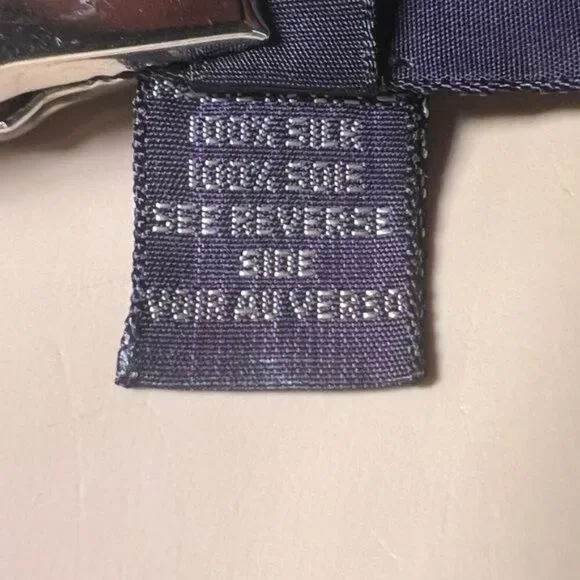 100% SILK
100% SOIE
SEE REVERSE
SIDE
VOIR AU VERSO